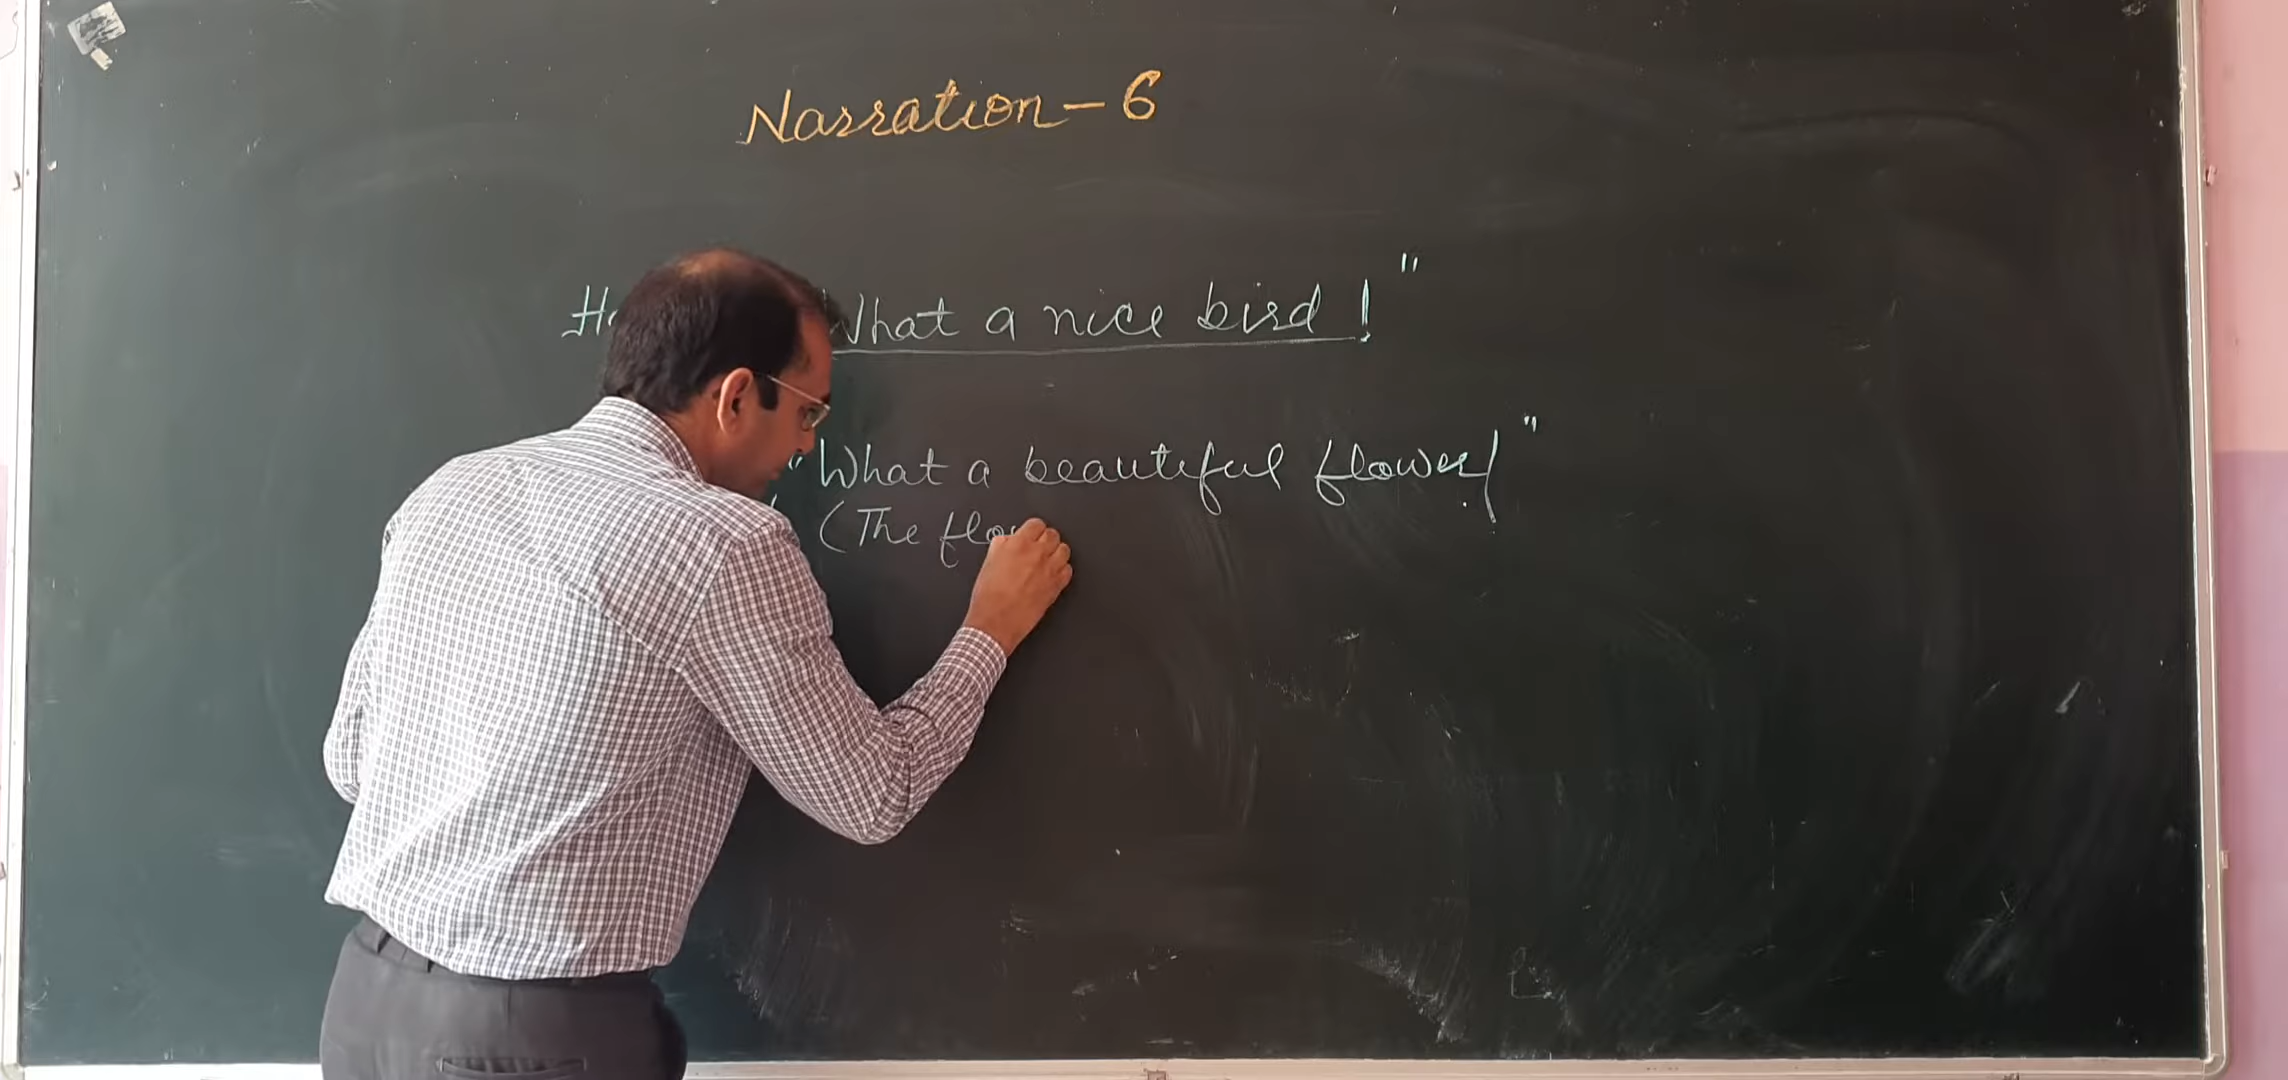 Narration - 6
What a nice bird ! "
" What a beautiful flower! "
( The